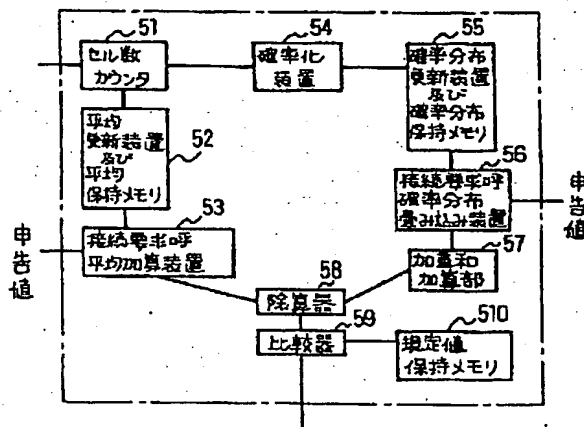 51
セル数
カウンタ
54
確率化
装置
55
確率分布
更新装置
及び
確率分布
保持メモリ
平均
更新装置
及び
平均
保持メモリ
52
56
接続要求呼
確率分布
畳み込み装置
申告値
53
接続要求呼
平均加算装置
申告値
57
加重和
加算部
58
除算器
59
比較器
510
規定値
保持メモリ